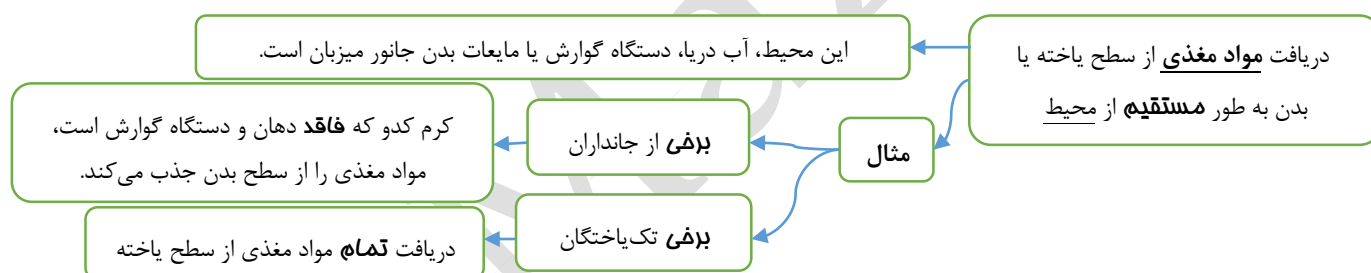 دریافت مواد مغذی از سطح یاخته یا
بدن به طور مستقیم از محیط
این محیط، آب دریا، دستگاه گوارش یا مایعات بدن جانور میزبان است.
مثال
برخی از جانداران
کرم کدو که فاقد دهان و دستگاه گوارش است،
مواد مغذی را از سطح بدن جذب می‌کند.
برخی تک‌یاختگان
دریافت تمام مواد مغذی از سطح یاخته